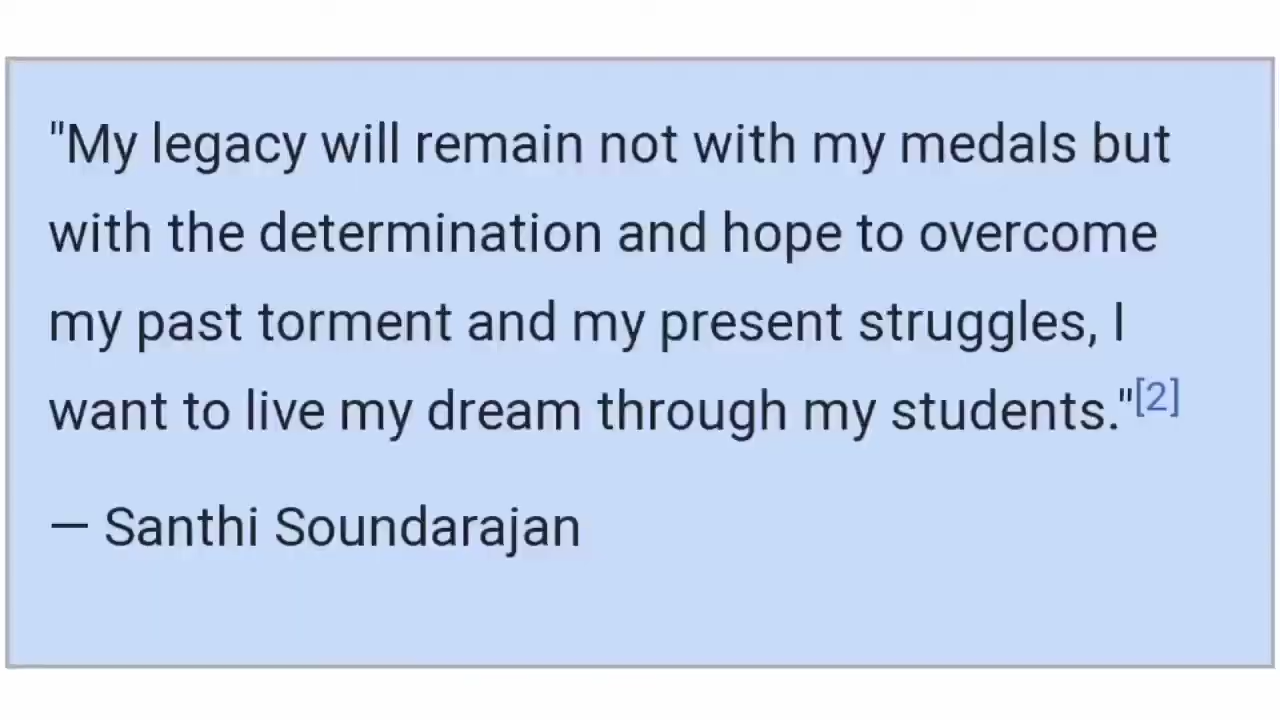 "My legacy will remain not with my medals but
with the determination and hope to overcome
my past torment and my present struggles, I
want to live my dream through my students."[2]
— Santhi Soundarajan